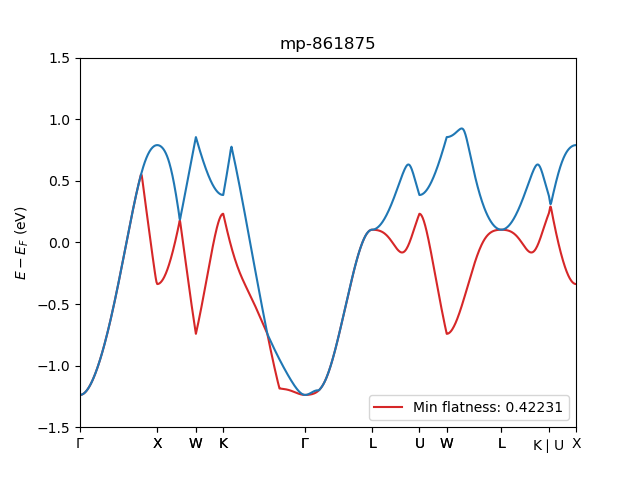 mp-861875
E − E_F (eV)
1.5
1.0
0.5
0.0
−0.5
−1.0
−1.5
Min flatness: 0.42231
Γ X W K Γ L U W L K | U X